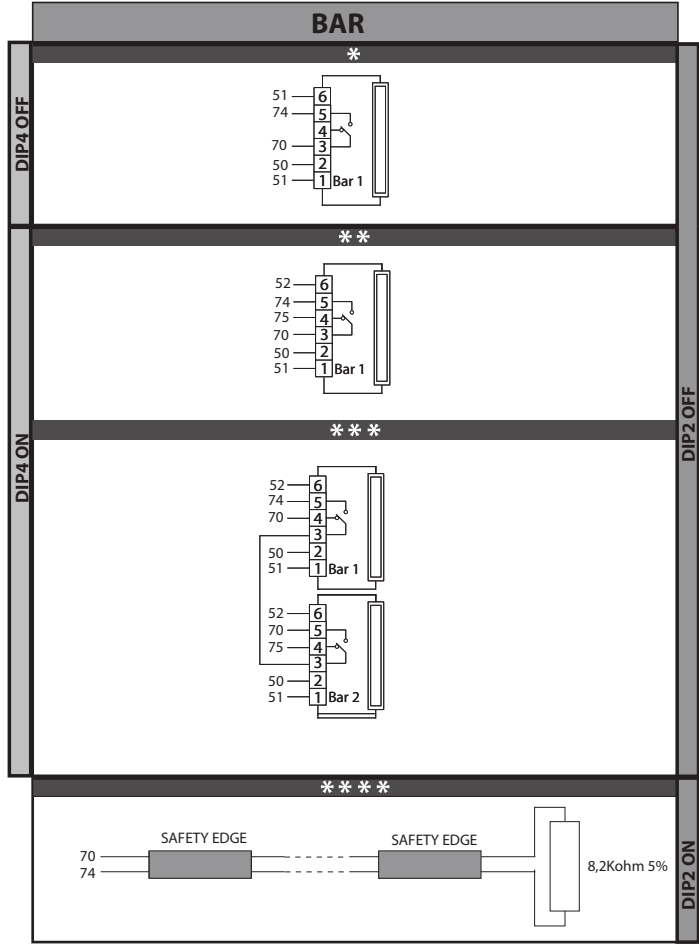 BAR
*
DIP4 OFF
51 6
74 5
4
70 3
50 2
51 1 Bar 1
**
DIP4 ON
52 6
74 5
75 4
70 3
50 2
51 1 Bar 1
DIP2 OFF
***
52 6
74 5
70 4
3
50 2
51 1 Bar 1
52 6
70 5
75 4
3
50 2
51 1 Bar 2
****
SAFETY EDGE SAFETY EDGE
70
74
8,2Kohm 5%
DIP2 ON